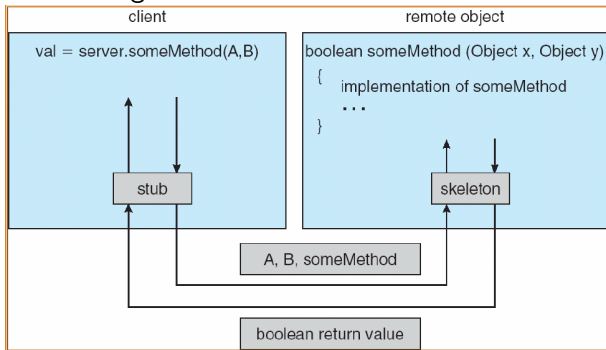 client
remote object
val = server.someMethod(A,B)
boolean someMethod (Object x, Object y)
{
implementation of someMethod
...
}
stub
skeleton
A, B, someMethod
boolean return value